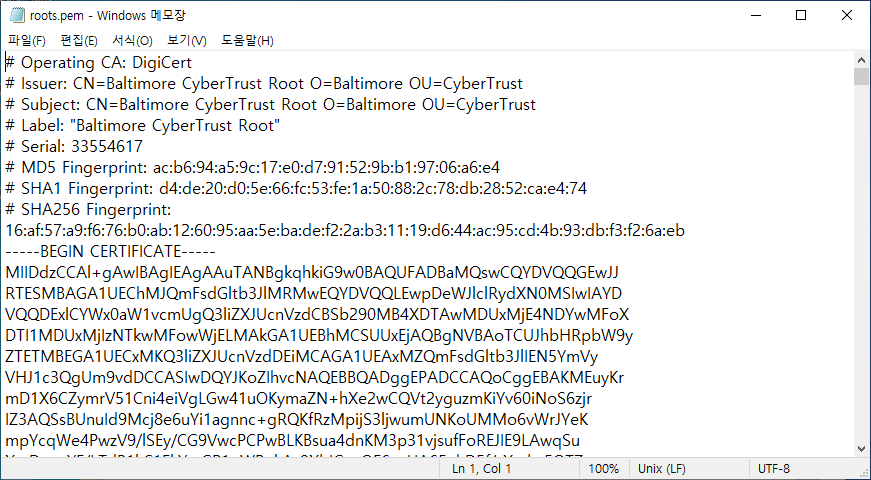 roots.pem - Windows 메모장
파일(F) 편집(E) 서식(O) 보기(V) 도움말(H)
# Operating CA: DigiCert
# Issuer: CN=Baltimore CyberTrust Root O=Baltimore OU=CyberTrust
# Subject: CN=Baltimore CyberTrust Root O=Baltimore OU=CyberTrust
# Label: "Baltimore CyberTrust Root"
# Serial: 33554617
# MD5 Fingerprint: ac:b6:94:a5:9c:17:e0:d7:91:52:9b:b1:97:06:a6:e4
# SHA1 Fingerprint: d4:de:20:d0:5e:66:fc:53:fe:1a:50:88:2c:78:db:28:52:ca:e4:74
# SHA256 Fingerprint:
16:af:57:a9:f6:76:b0:ab:12:60:95:aa:5e:ba:de:f2:2a:b3:11:19:d6:44:ac:95:cd:4b:93:db:f3:f2:6a:eb
-----BEGIN CERTIFICATE-----
MIIDdzCCAl+gAwIBAgIEAgAAuTANBgkqhkiG9w0BAQUFADBaMQswCQYDVQQGEwJJ
RTESMBAGA1UEChMJQmFsdGltb3JlMRMwEQYDVQQLEwpDeWJlclRydXN0MSIwIAYD
VQQDExlCYWx0aW1vcmUgQ3liZXJUcnVzdCBSb290MB4XDTAwMDUxMjE4NDYwMFoX
DTI1MDUxMjIzNTkwMFowWjELMAkGA1UEBhMCSUUxEjAQBgNVBAoTCUJhbHRpbW9y
ZTETMBEGA1UECxMKQ3liZXJUcnVzdDEiMCAGA1UEAxMZQmFsdGltb3JlIEN5YmVy
VHJ1c3QgUm9vdDCCASIwDQYJKoZIhvcNAQEBBQADggEPADCCAQoCggEBAKMEuyKr
mD1X6CZymrV51Cni4eiVgLGw41uOKymaZN+hXe2wCQVt2yguzmKiYv60iNoS6zjr
IZ3AQSsBUnuId9Mcj8e6uYi1agnnc+gRQKfRzMpijS3ljwumUNKoUMMo6vWrJYeK
mpYcqWe4PwzV9/lSEy/CG9VwcPCPwBLKBsua4dnKM3p31vjsufFoREJIE9LAwqSu
Ln 1, Col 1 100% Unix (LF) UTF-8